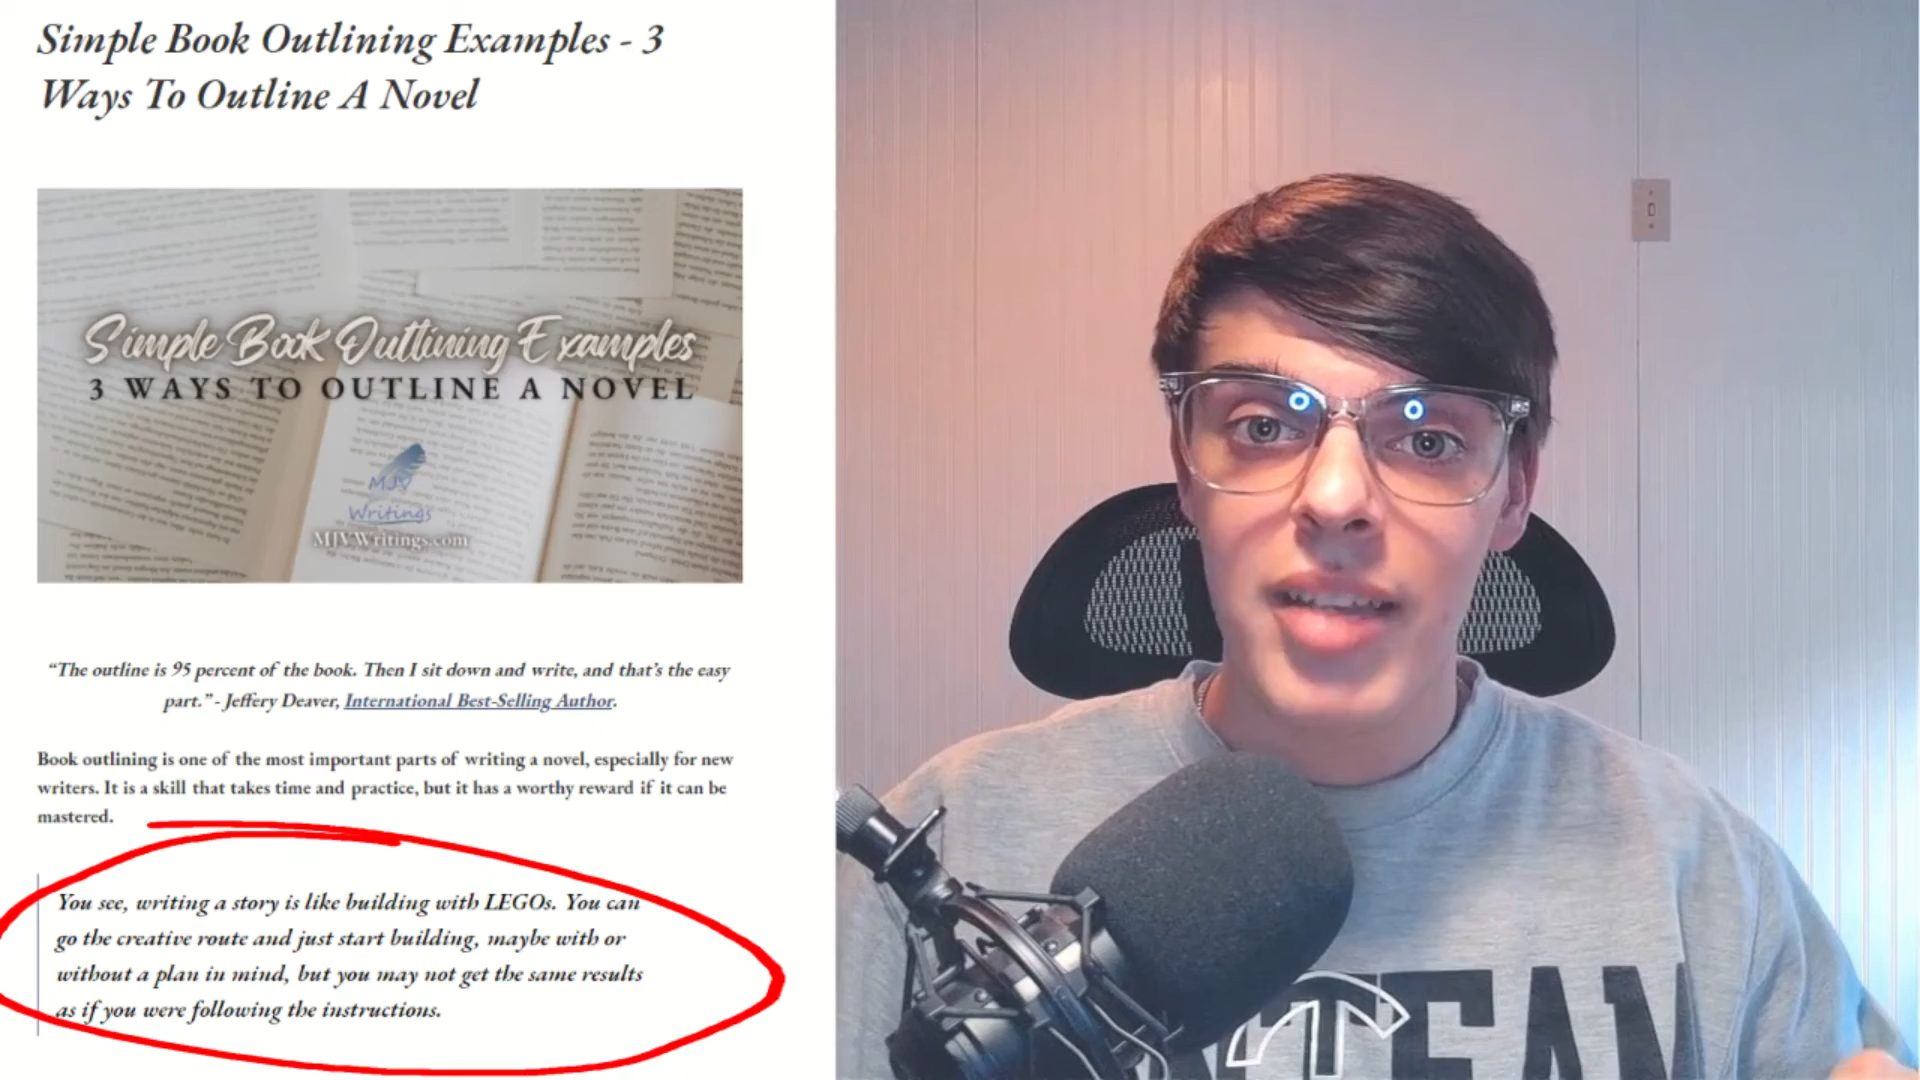 Simple Book Outlining Examples - 3
Ways To Outline A Novel
Simple Book Outlining Examples
3 WAYS TO OUTLINE A NOVEL
MJV
Writings
MJVWritings.com
“The outline is 95 percent of the book. Then I sit down and write, and that’s the easy
part.” - Jeffery Deaver, International Best-Selling Author.
Book outlining is one of the most important parts of writing a novel, especially for new
writers. It is a skill that takes time and practice, but it has a worthy reward if it can be
mastered.
You see, writing a story is like building with LEGOs. You can
go the creative route and just start building, maybe with or
without a plan in mind, but you may not get the same results
as if you were following the instructions.